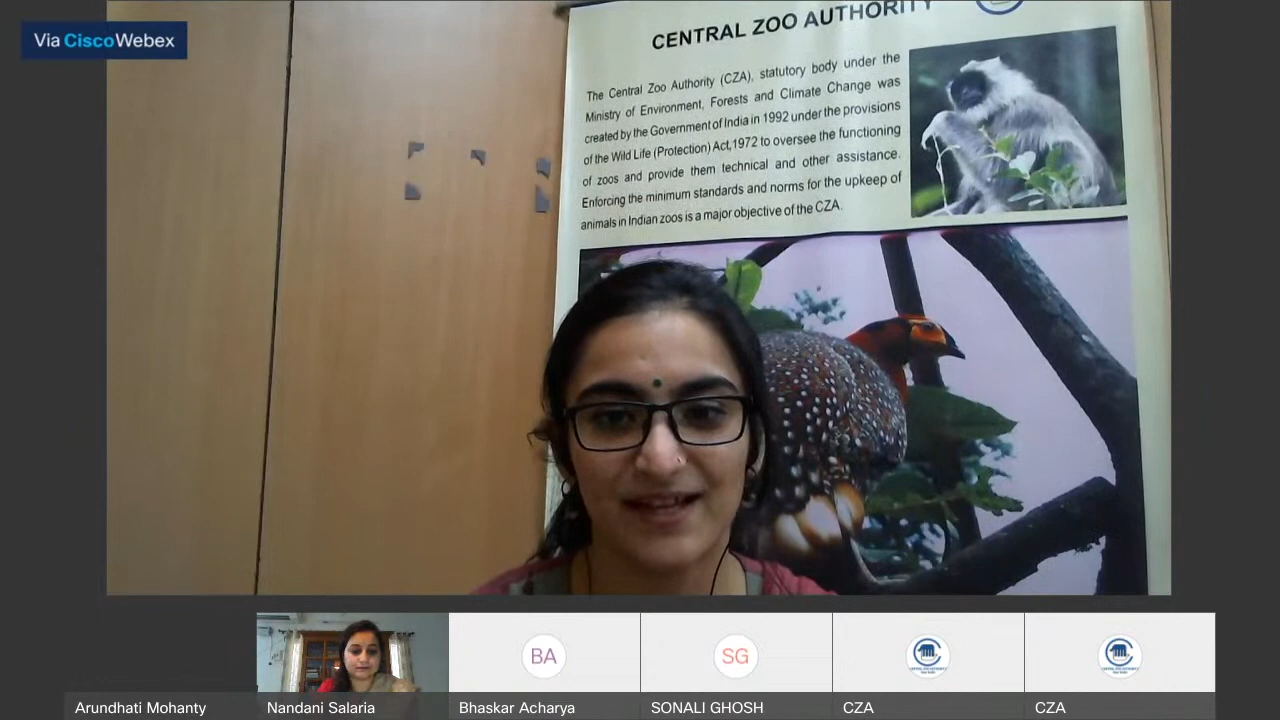 Via CiscoWebex
CENTRAL ZOO AUTHORITY
The Central Zoo Authority (CZA), statutory body under the
Ministry of Environment, Forests and Climate Change was
created by the Government of India in 1992 under the provisions
of the Wild Life (Protection) Act,1972 to oversee the functioning
of zoos and provide them technical and other assistance.
Enforcing the minimum standards and norms for the upkeep of
animals in Indian zoos is a major objective of the CZA.
BA
SG
Arundhati Mohanty
Nandani Salaria
Bhaskar Acharya
SONALI GHOSH
CZA
CZA